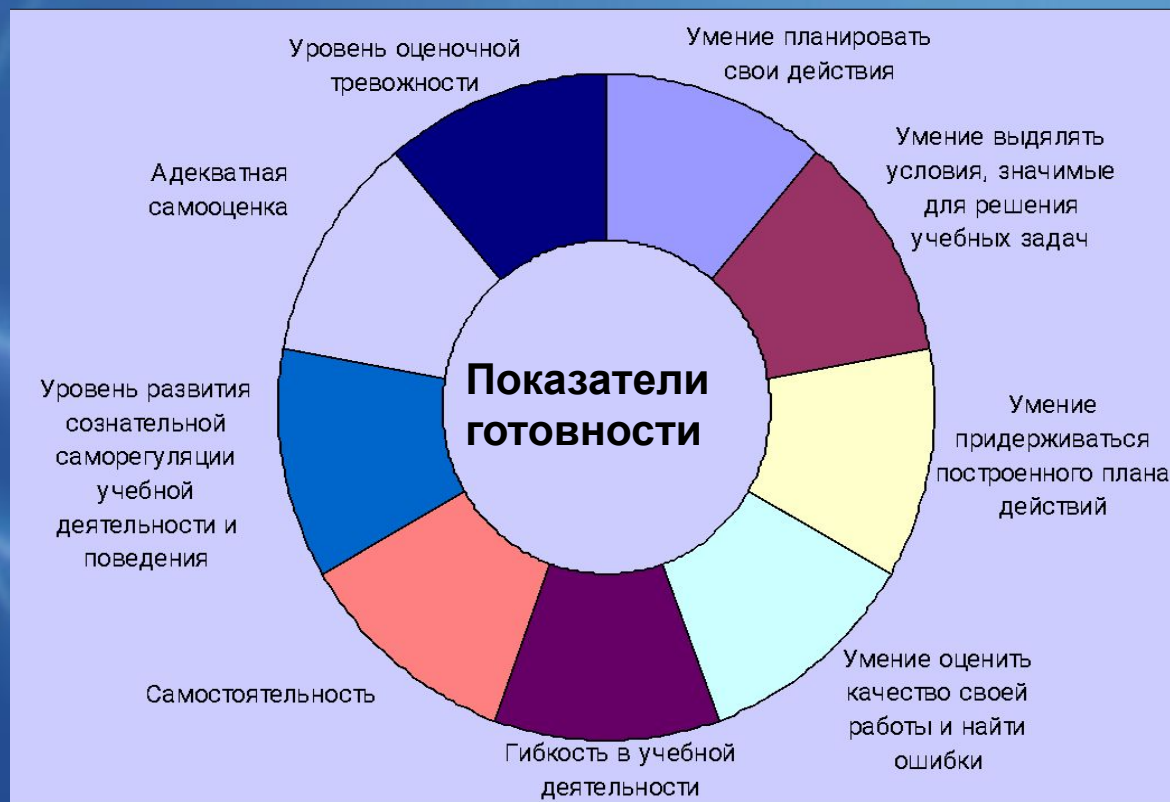 Уровень оценочной
тревожности
Умение планировать
свои действия
Умение выдялять
условия, значимые
для решения
учебных задач
Умение
придерживаться
построенного плана
действий
Умение оценить
качество своей
работы и найти
ошибки
Гибкость в учебной
деятельности
Самостоятельность
Уровень развития
сознательной
саморегуляции
учебной
деятельности и
поведения
Адекватная
самооценка
Показатели
готовности